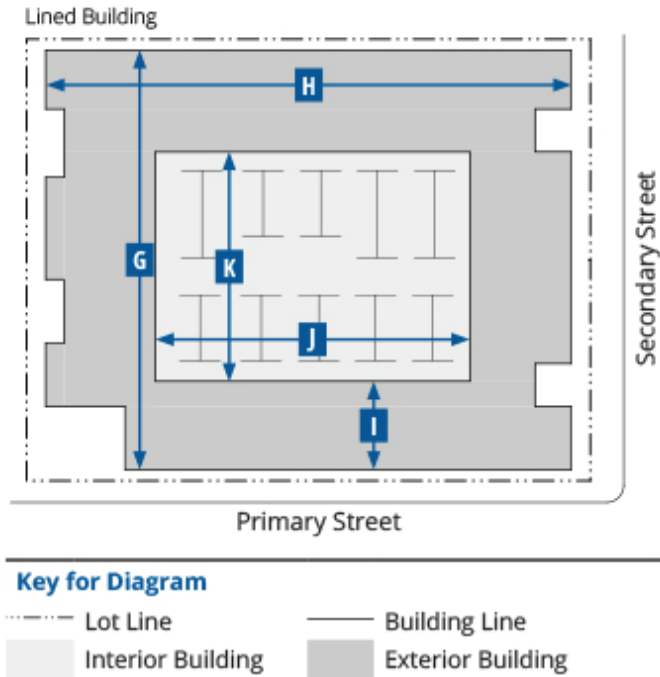 Lined Building
H
G
K
J
I
Secondary Street
Primary Street
Key for Diagram
Lot Line
Building Line
Interior Building
Exterior Building